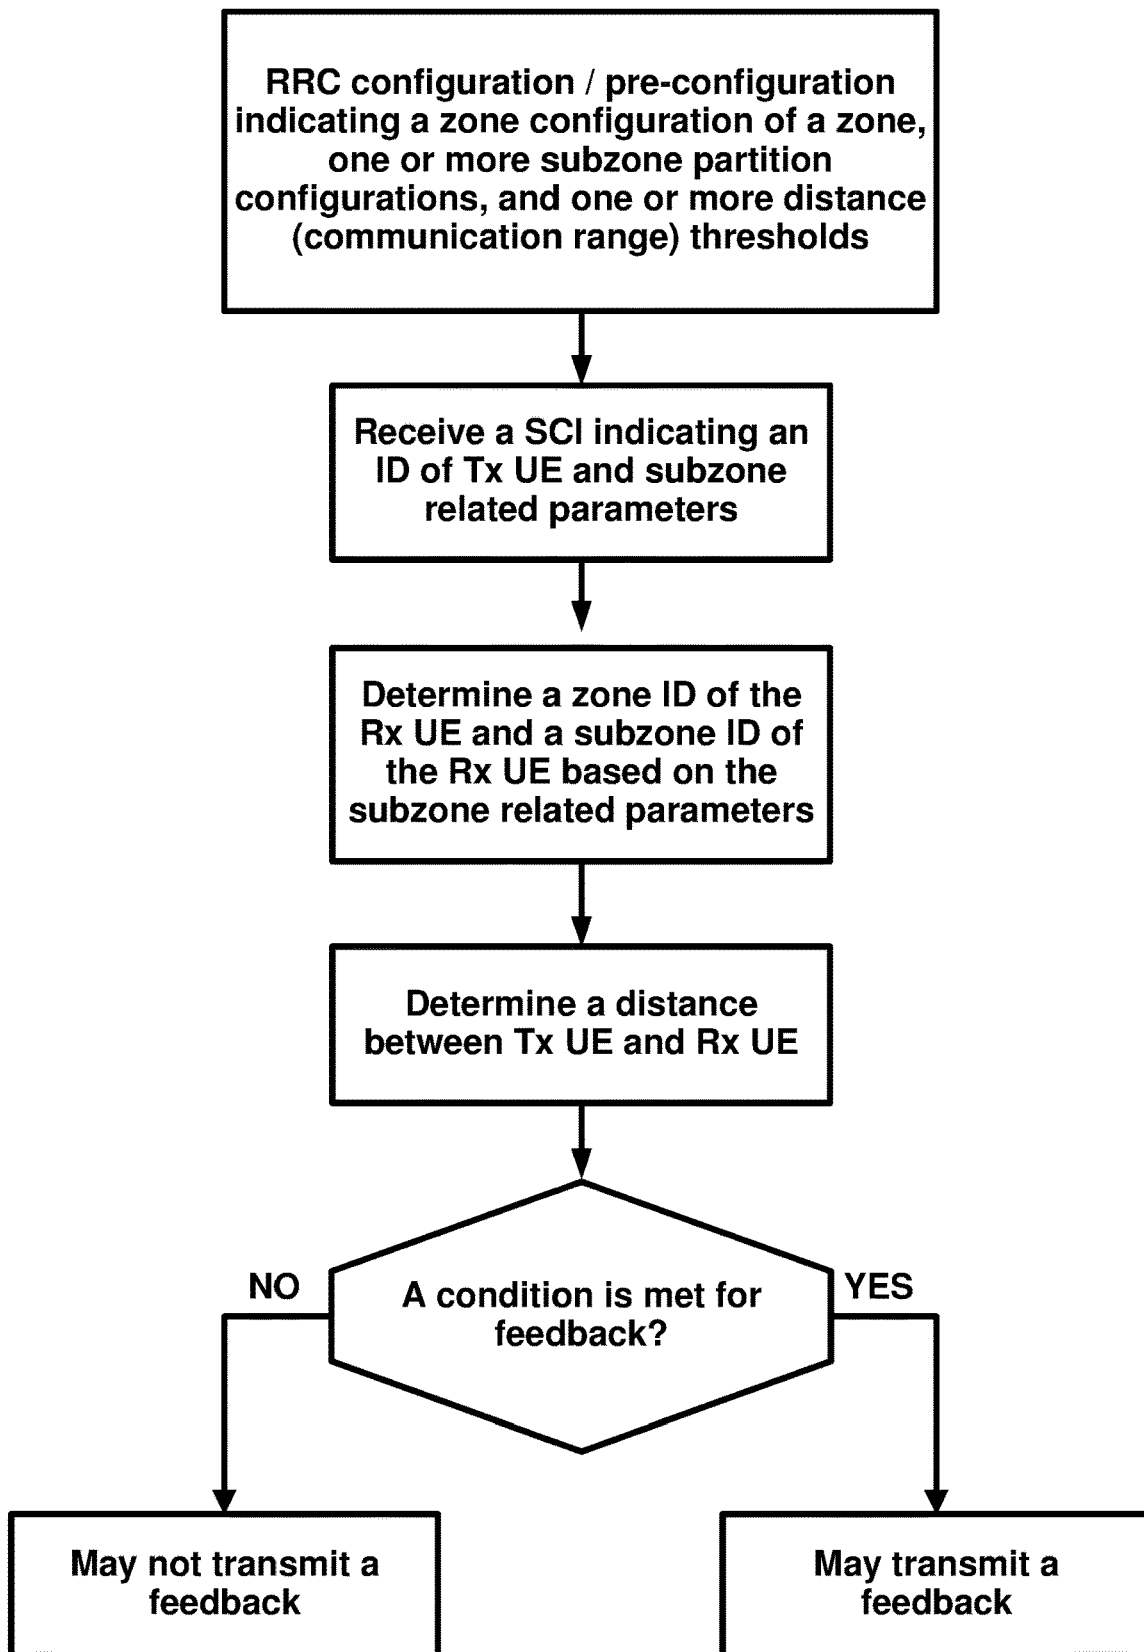 RRC configuration / pre-configuration
indicating a zone configuration of a zone,
one or more subzone partition
configurations, and one or more distance
(communication range) thresholds
Receive a SCI indicating an
ID of Tx UE and subzone
related parameters
Determine a zone ID of the
Rx UE and a subzone ID of
the Rx UE based on the
subzone related parameters
Determine a distance
between Tx UE and Rx UE
A condition is met for
feedback?
NO
YES
May not transmit a
feedback
May transmit a
feedback